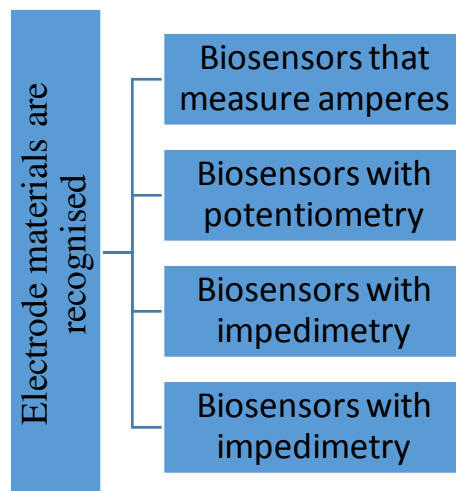 Electrode materials are
recognised
Biosensors that
measure amperes
Biosensors with
potentiometry
Biosensors with
impedimetry
Biosensors with
impedimetry